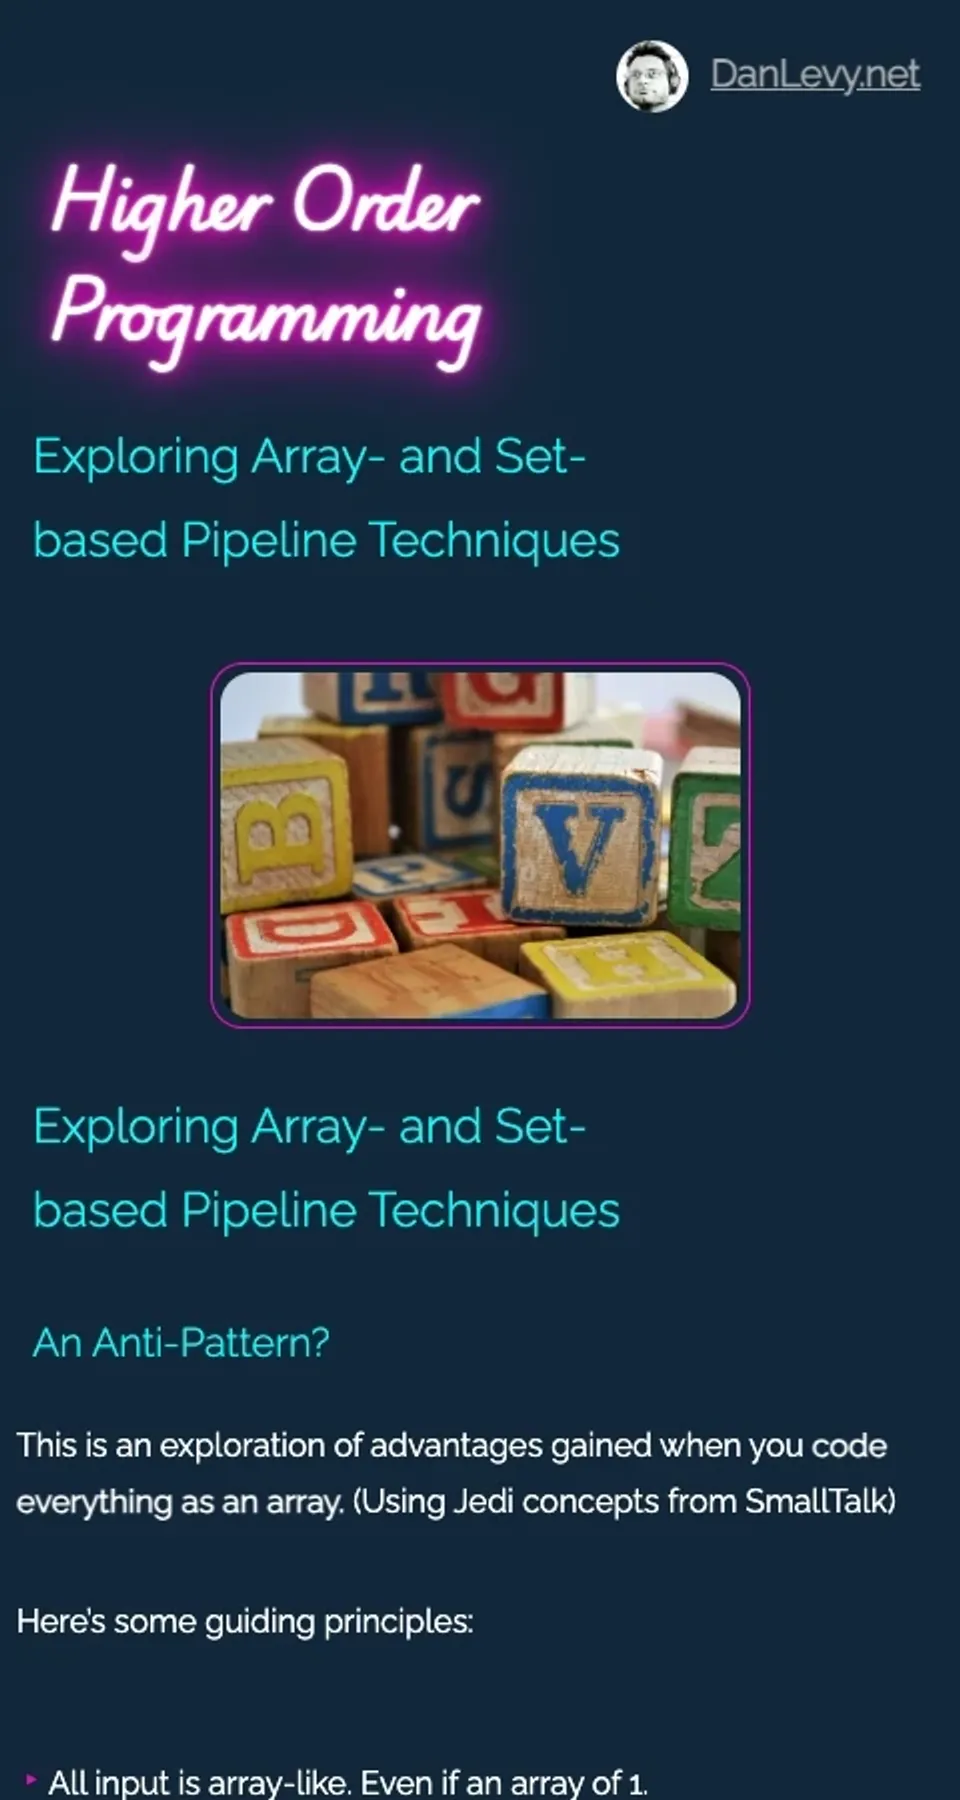 DanLevy.net
Higher Order
Programming
Exploring Array- and Set-
based Pipeline Techniques
B
S
V
Z
P
D
H
Exploring Array- and Set-
based Pipeline Techniques
An Anti-Pattern?
This is an exploration of advantages gained when you code
everything as an array. (Using Jedi concepts from SmallTalk)
Here's some guiding principles:
All input is array-like. Even if an array of 1.